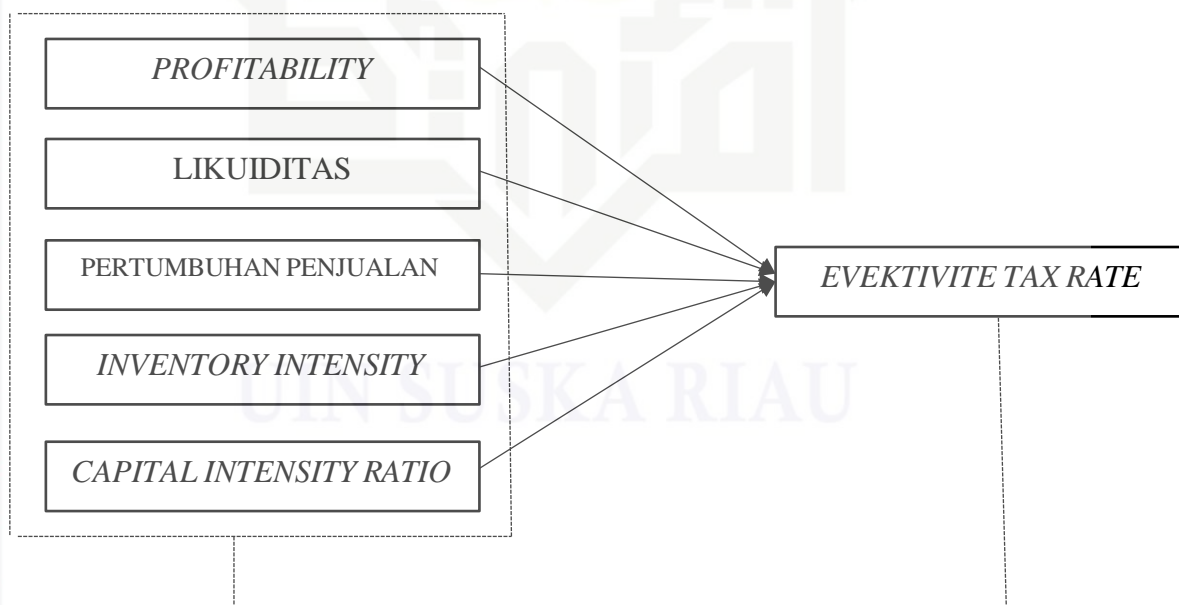 PROFITABILITY
LIKUIDITAS
PERTUMBUHAN PENJUALAN
EVEKTIVITE TAX RATE
INVENTORY INTENSITY
UIN SUSKA RIAU
CAPITAL INTENSITY RATIO